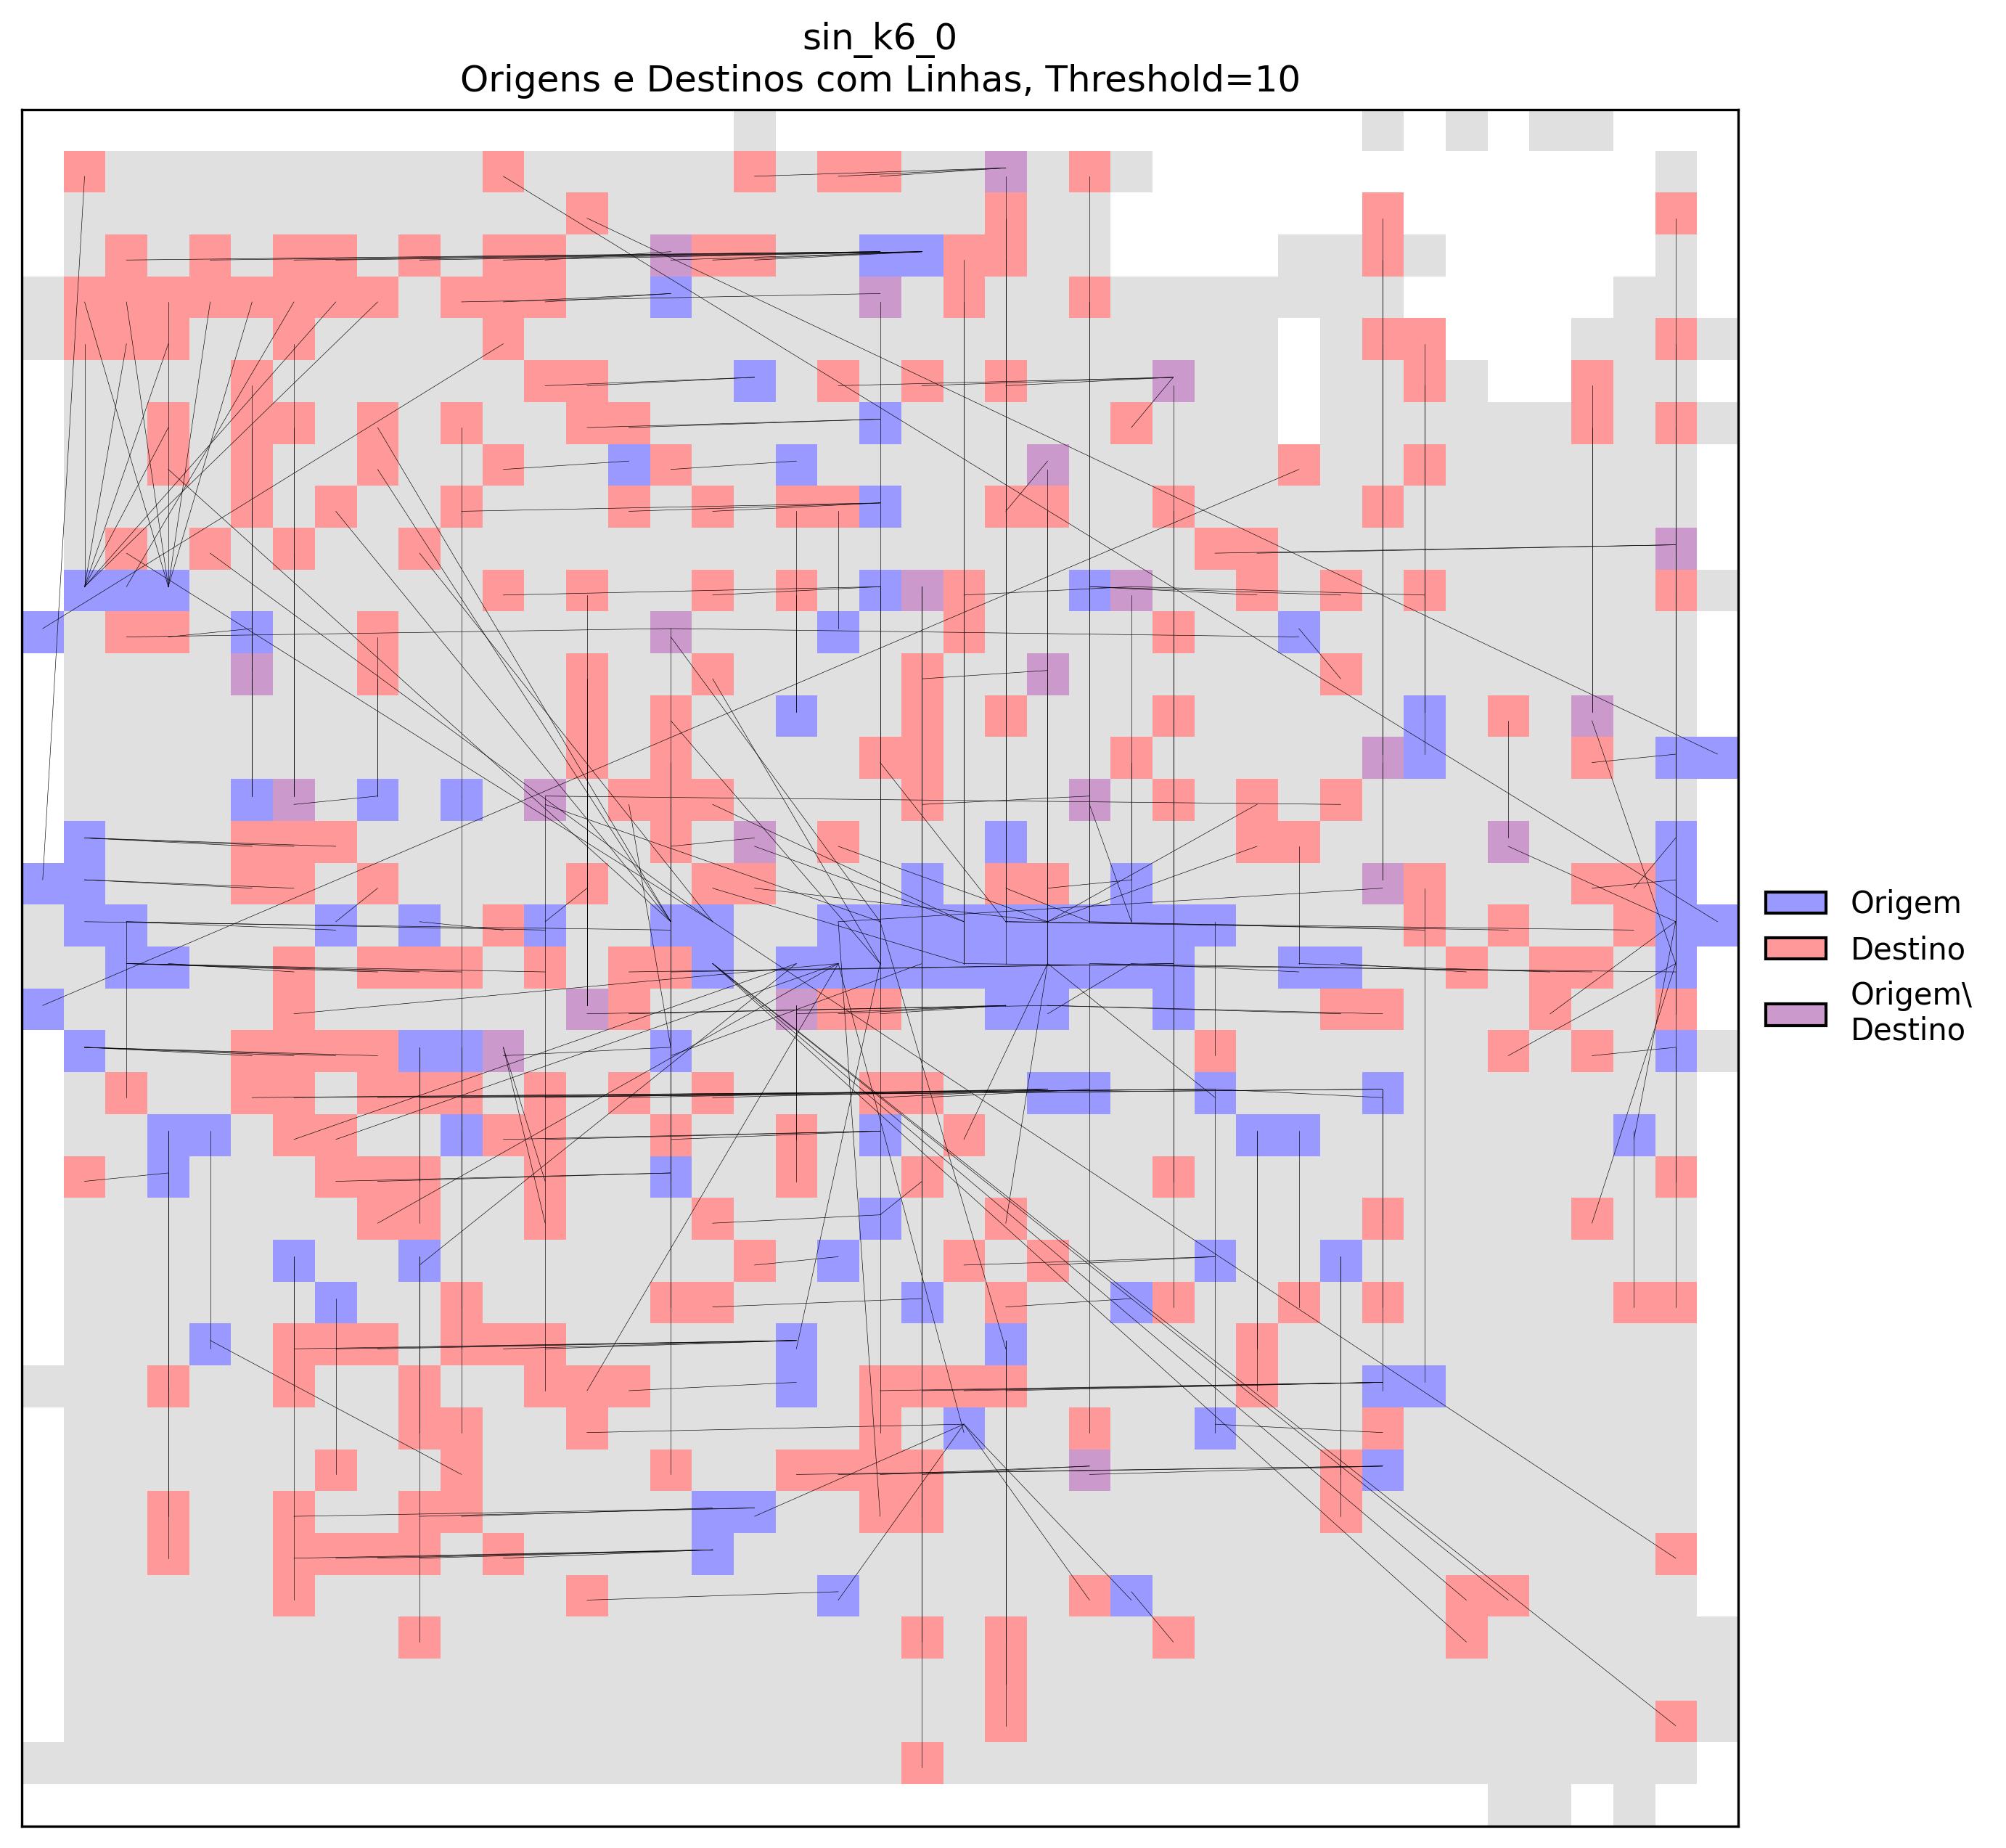 sin_k6_0
Origens e Destinos com Linhas, Threshold=10
Origem
Destino
Origem\
Destino